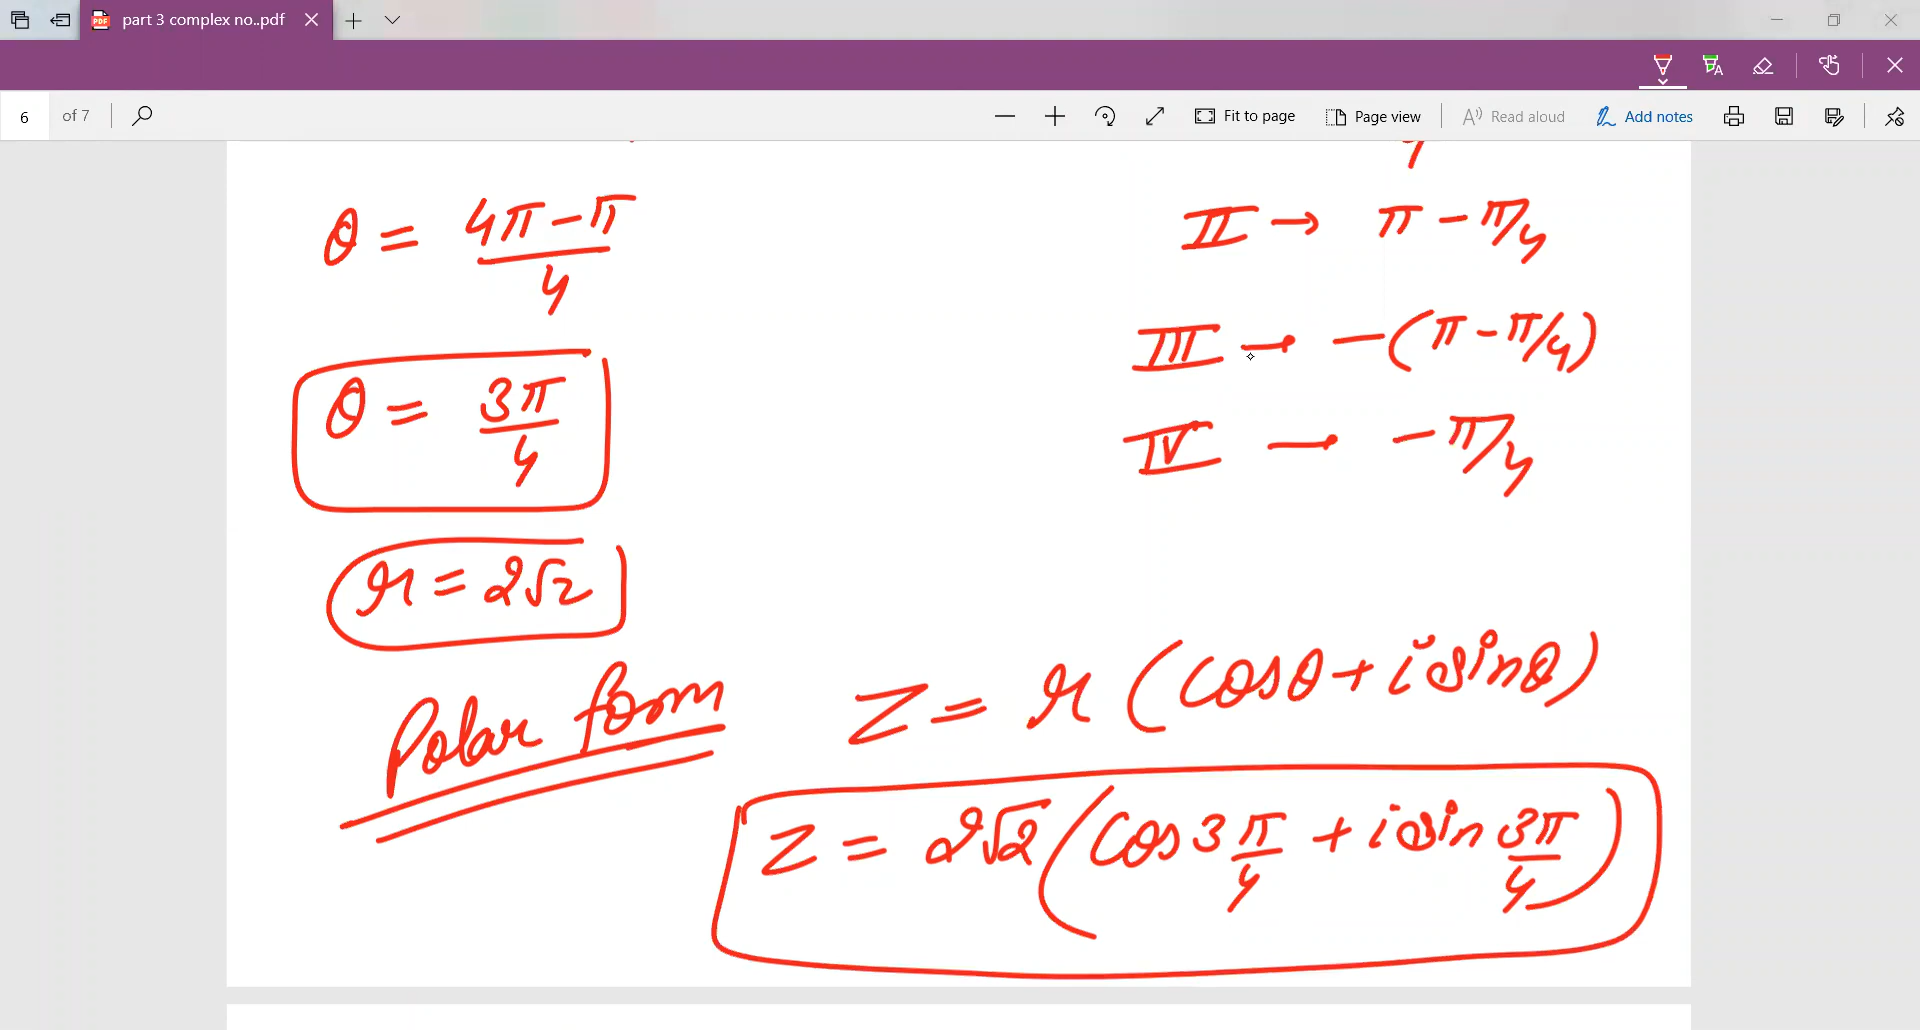 part 3 complex no..pdf
6 of 7
Fit to page
Page view
Read aloud
Add notes
θ = (4π - π)/4
II → π - π/4
III → -(π - π/4)
θ = 3π/4
IV → -π/4
r = 2√2
Polar form
Z = r (cosθ + i sinθ)
Z = 2√2 (cos 3π/4 + i sin 3π/4)